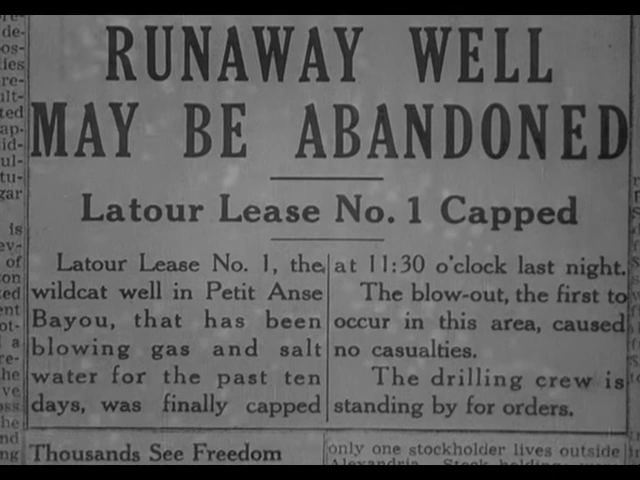 RUNAWAY WELL
MAY BE ABANDONED
Latour Lease No. 1 Capped
Latour Lease No. 1, the
wildcat well in Petit Anse
Bayou, that has been
blowing gas and salt
water for the past ten
days, was finally capped
at 11:30 o'clock last night.
The blow-out, the first to
occur in this area, caused
no casualties.
The drilling crew is
standing by for orders.
Thousands See Freedom
only one stockholder lives outside